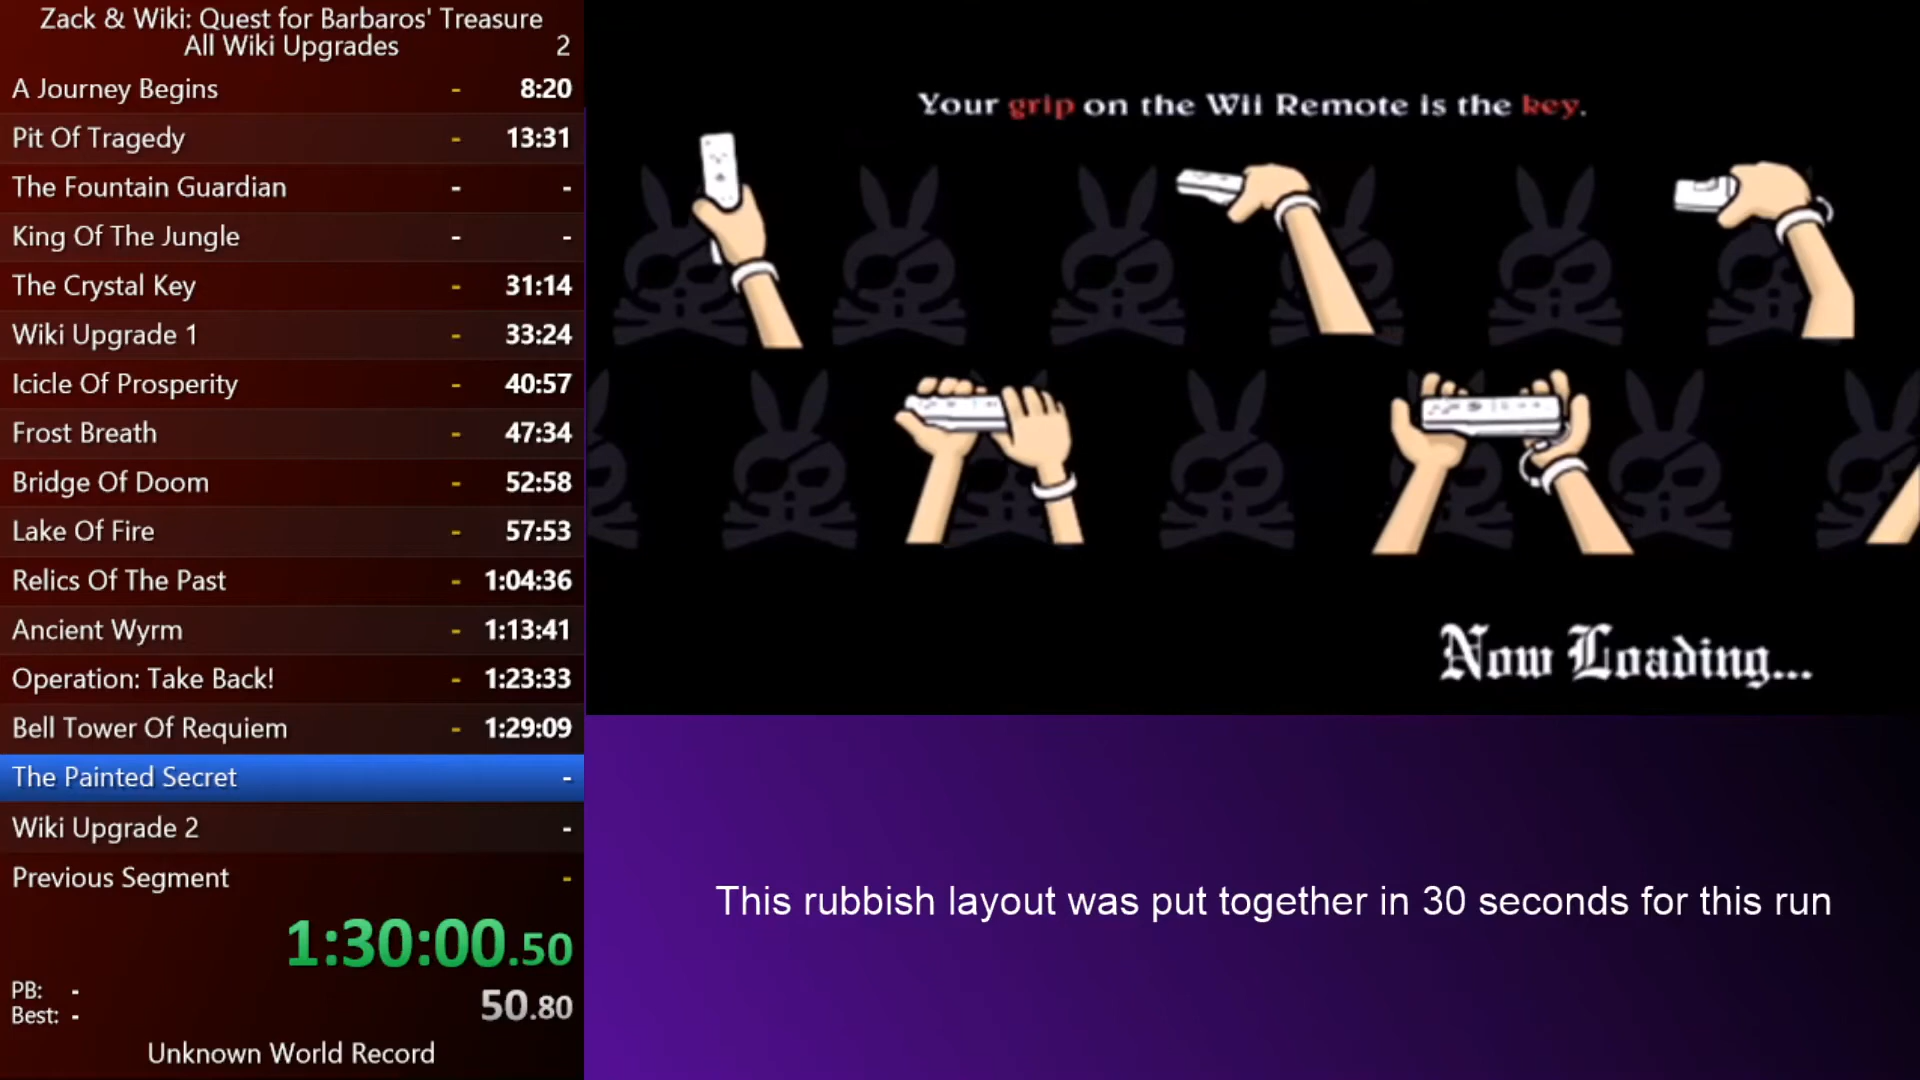 Zack & Wiki: Quest for Barbaros' Treasure
All Wiki Upgrades 2
A Journey Begins - 8:20
Pit Of Tragedy - 13:31
The Fountain Guardian - -
King Of The Jungle - -
The Crystal Key - 31:14
Wiki Upgrade 1 - 33:24
Icicle Of Prosperity - 40:57
Frost Breath - 47:34
Bridge Of Doom - 52:58
Lake Of Fire - 57:53
Relics Of The Past - 1:04:36
Ancient Wyrm - 1:13:41
Operation: Take Back! - 1:23:33
Bell Tower Of Requiem - 1:29:09
The Painted Secret -
Wiki Upgrade 2 -
Previous Segment -
1:30:00.50
PB: -
Best: - 50.80
Unknown World Record
Your grip on the Wii Remote is the key.
Now Loading...
This rubbish layout was put together in 30 seconds for this run